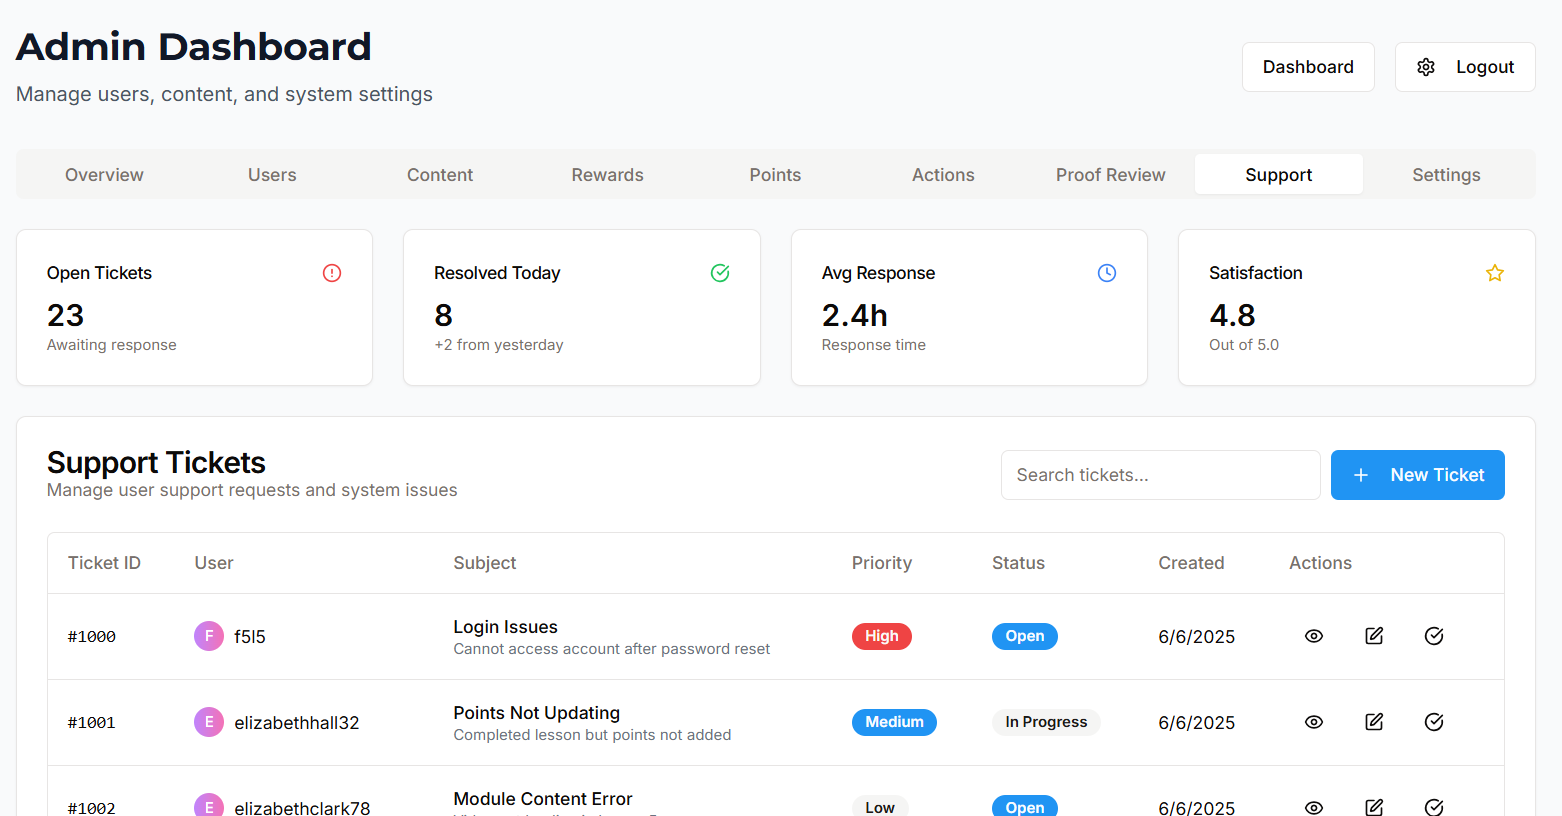 Admin Dashboard
Manage users, content, and system settings
Dashboard
Logout
Overview Users Content Rewards Points Actions Proof Review Support Settings
Open Tickets
23
Awaiting response
Resolved Today
8
+2 from yesterday
Avg Response
2.4h
Response time
Satisfaction
4.8
Out of 5.0
Support Tickets
Manage user support requests and system issues
Search tickets...
+ New Ticket
Ticket ID User Subject Priority Status Created Actions
#1000 F f5l5 Login Issues High Open 6/6/2025
Cannot access account after password reset
#1001 E elizabethhall32 Points Not Updating Medium In Progress 6/6/2025
Completed lesson but points not added
#1002 E elizabethclark78 Module Content Error Low Open 6/6/2025